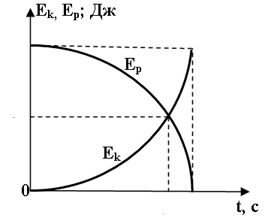 Ek, Ep; Дж
Ep
Ek
0
t, c